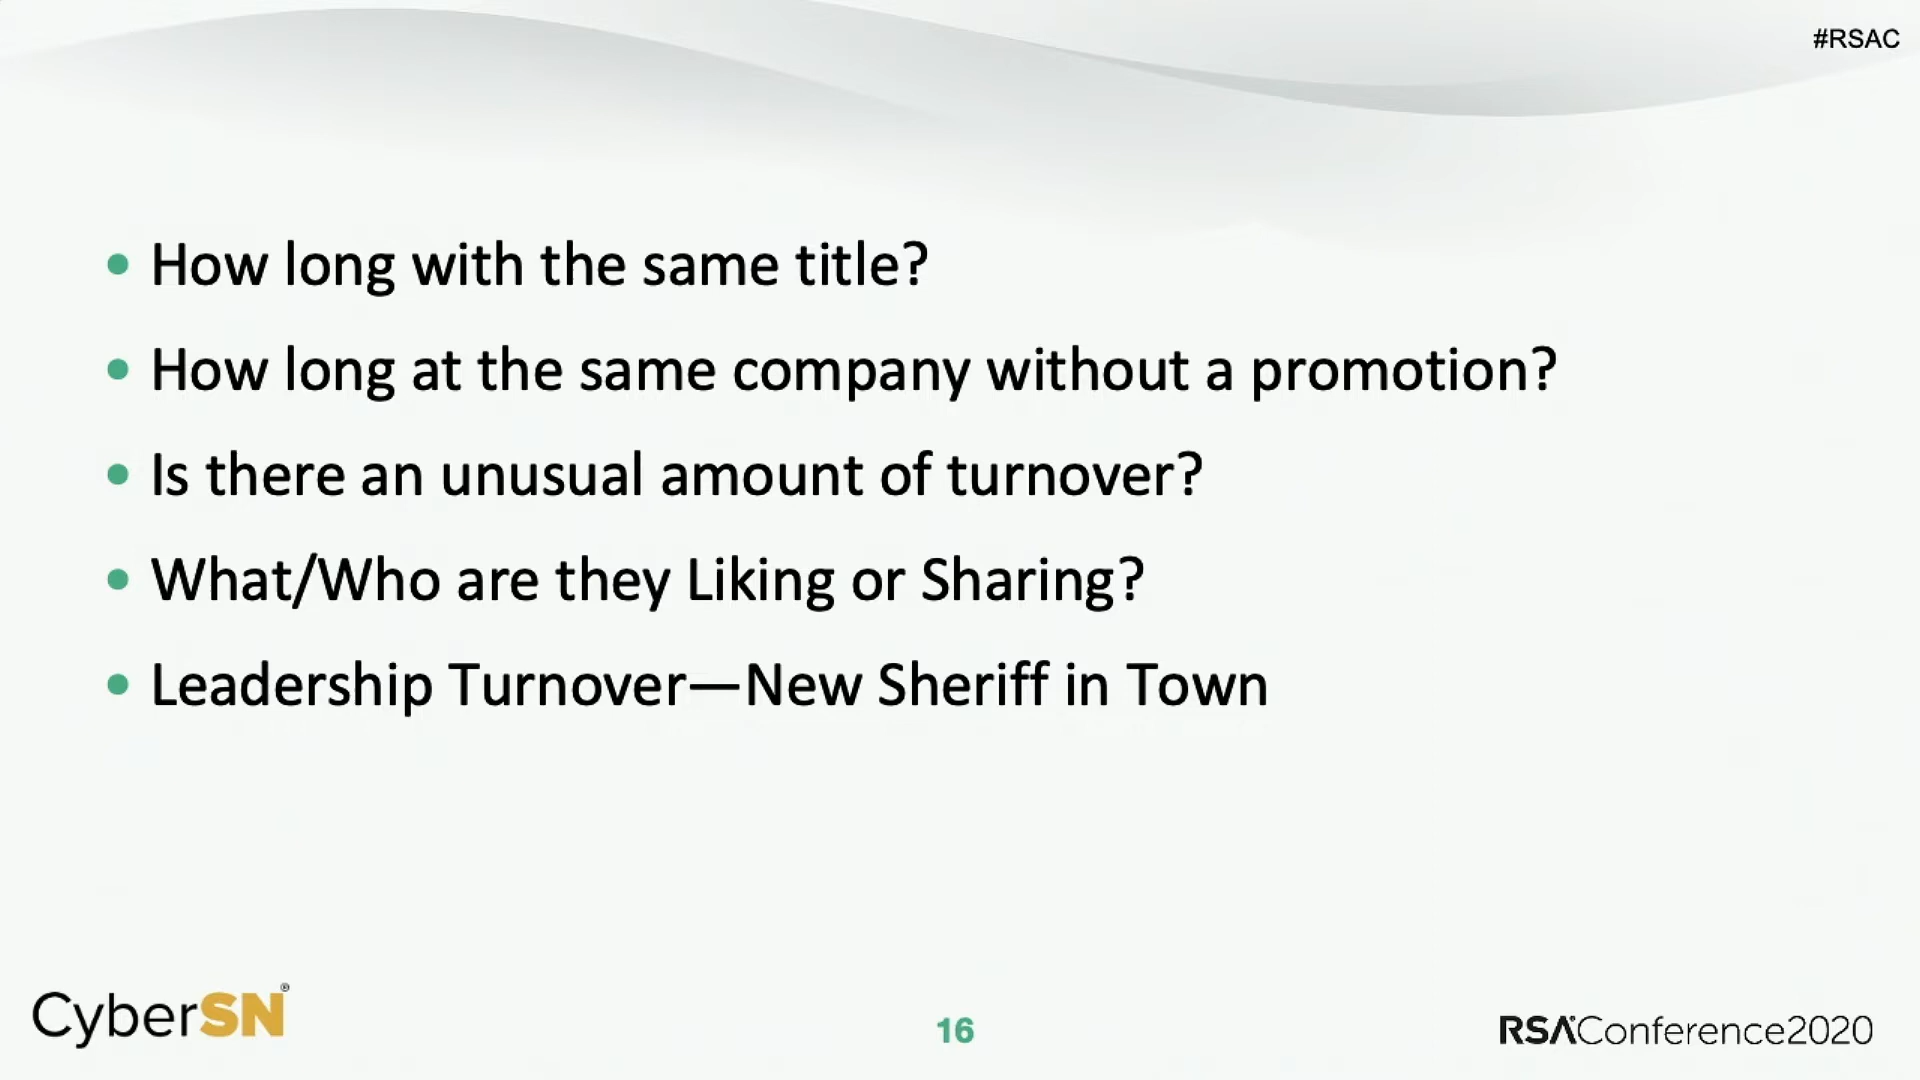 #RSAC
• How long with the same title?
• How long at the same company without a promotion?
• Is there an unusual amount of turnover?
• What/Who are they Liking or Sharing?
• Leadership Turnover—New Sheriff in Town
CyberSN®
16
RSAConference2020